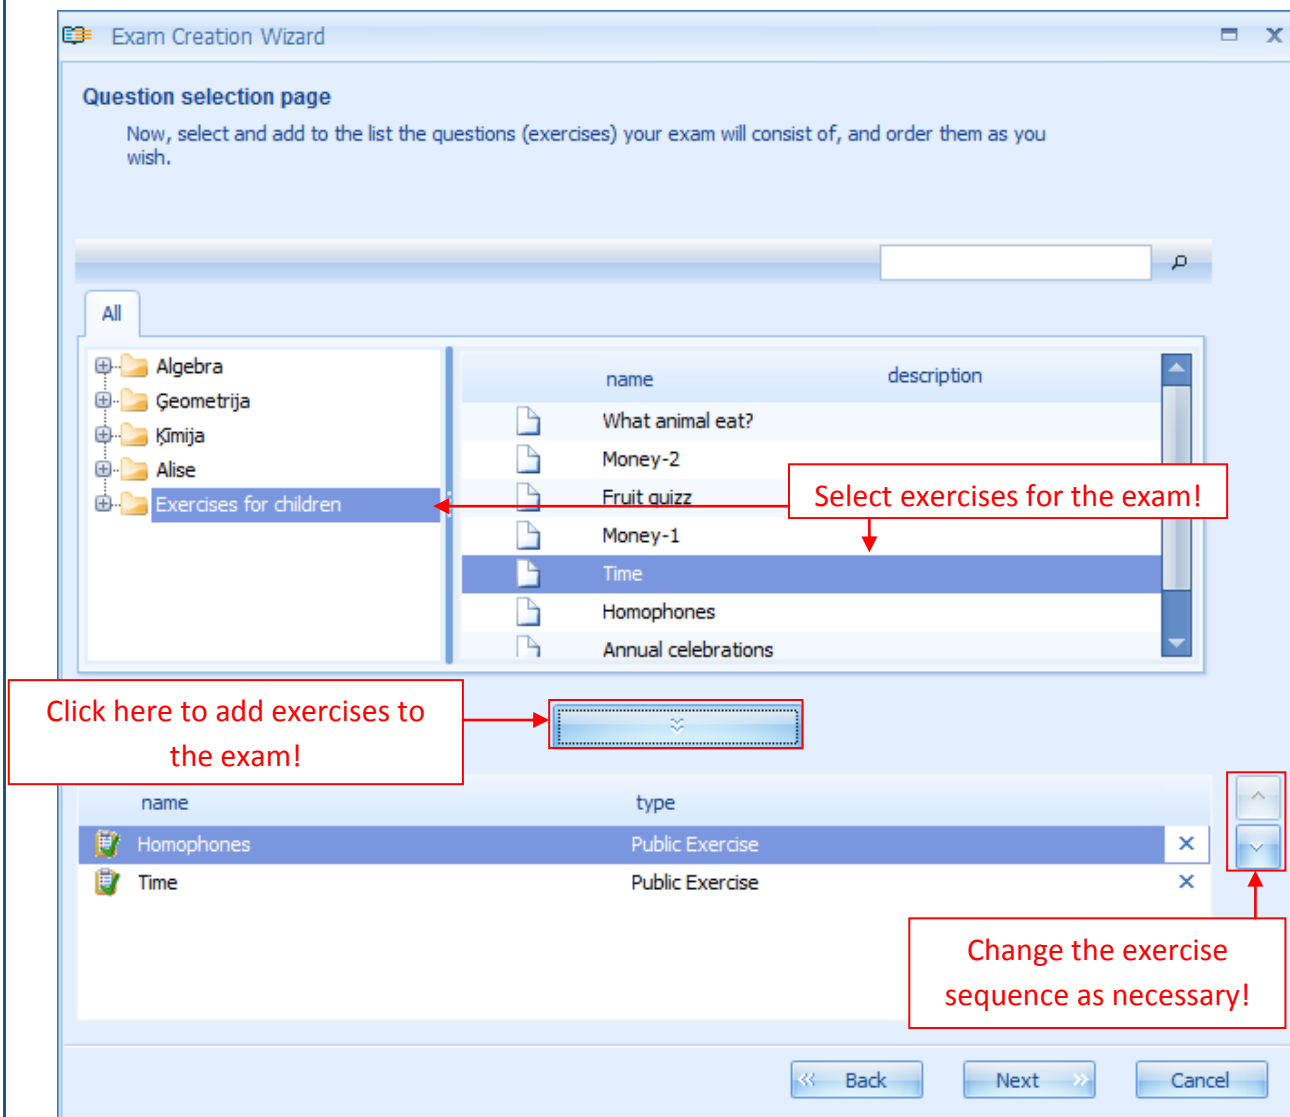 Exam Creation Wizard
Question selection page
Now, select and add to the list the questions (exercises) your exam will consist of, and order them as you
wish.
All
Algebra
Ģeometrija
Ķīmija
Alise
Exercises for children
name description
What animal eat?
Money-2
Fruit quizz
Money-1
Time
Homophones
Annual celebrations
Select exercises for the exam!
Click here to add exercises to
the exam!
name type
Homophones Public Exercise
Time Public Exercise
Change the exercise
sequence as necessary!
Back Next Cancel